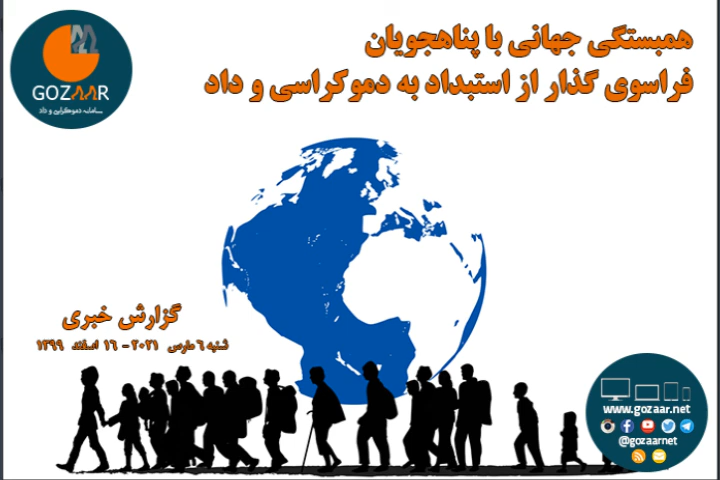 همبستگی جهانی با پناهجویان
فراسوی گذار از استبداد به دموکراسی و داد
GOZAAR
سامانه دموکراسی و داد
گزارش خبری
شنبه ۶ مارس ۲۰۲۱ - ۱۶ اسفند ۱۳۹۹
www.gozaar.net
@gozaarnet